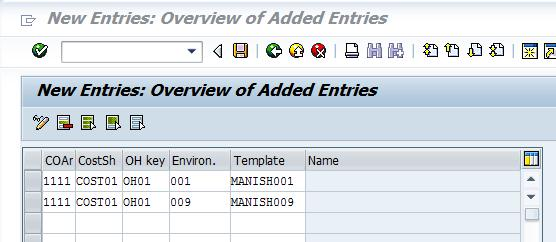 New Entries: Overview of Added Entries
New Entries: Overview of Added Entries
COAr CostSh OH key Environ. Template Name
1111 COST01 OH01 001 MANISH001
1111 COST01 OH01 009 MANISH009